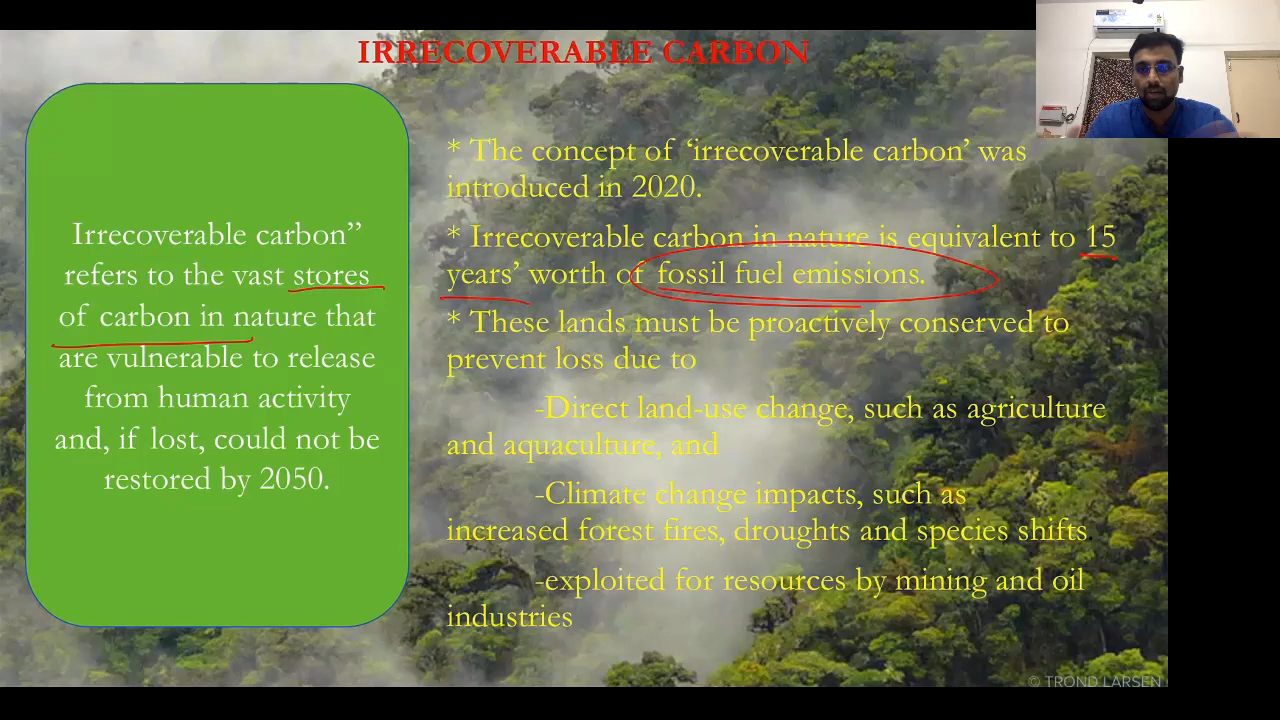 IRRECOVERABLE CARBON
Irrecoverable carbon”
refers to the vast stores
of carbon in nature that
are vulnerable to release
from human activity
and, if lost, could not be
restored by 2050.
* The concept of ‘irrecoverable carbon’ was
introduced in 2020.
* Irrecoverable carbon in nature is equivalent to 15
years’ worth of fossil fuel emissions.
* These lands must be proactively conserved to
prevent loss due to
-Direct land-use change, such as agriculture
and aquaculture, and
-Climate change impacts, such as
increased forest fires, droughts and species shifts
-exploited for resources by mining and oil
industries
© TROND LARSEN